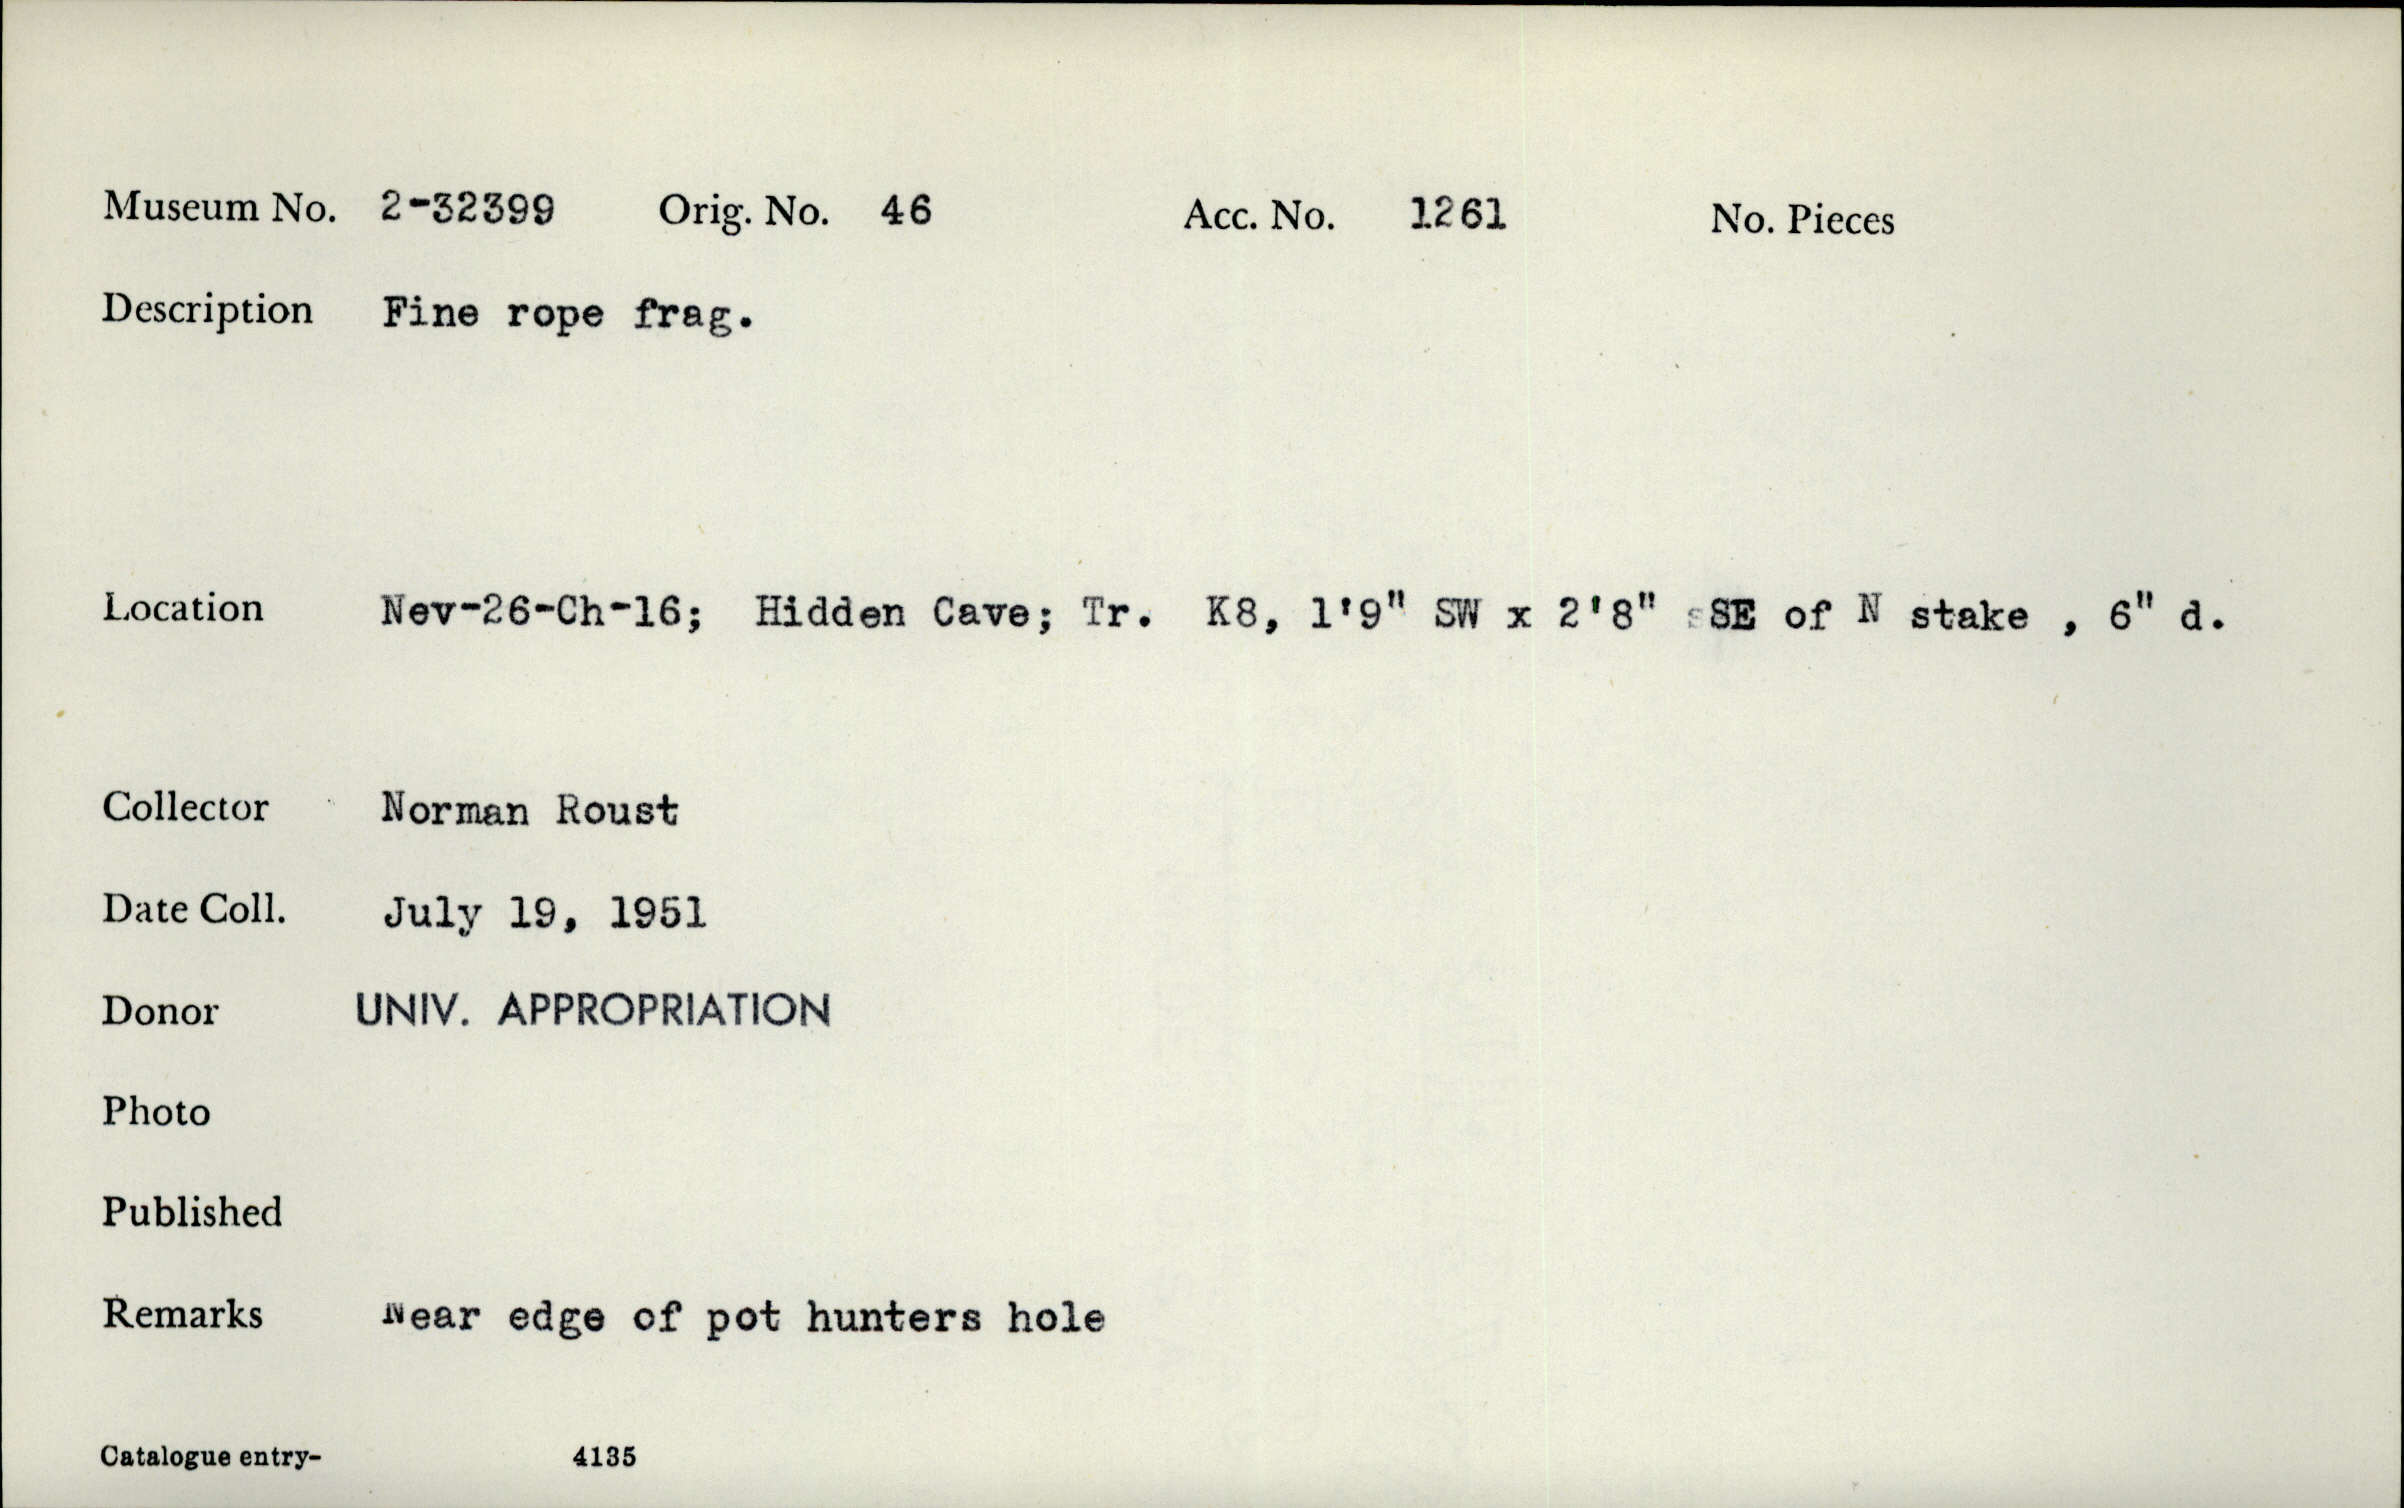 Museum No. 2-32399 Orig. No. 46 Acc. No. 1261 No. Pieces
Description Fine rope frag.
Location Nev-26-Ch-16; Hidden Cave; Tr. K8, 1'9" SW x 2'8" SE of N stake , 6" d.
Collector Norman Roust
Date Coll. July 19, 1951
Donor UNIV. APPROPRIATION
Photo
Published
Remarks Near edge of pot hunters hole
Catalogue entry- 4135